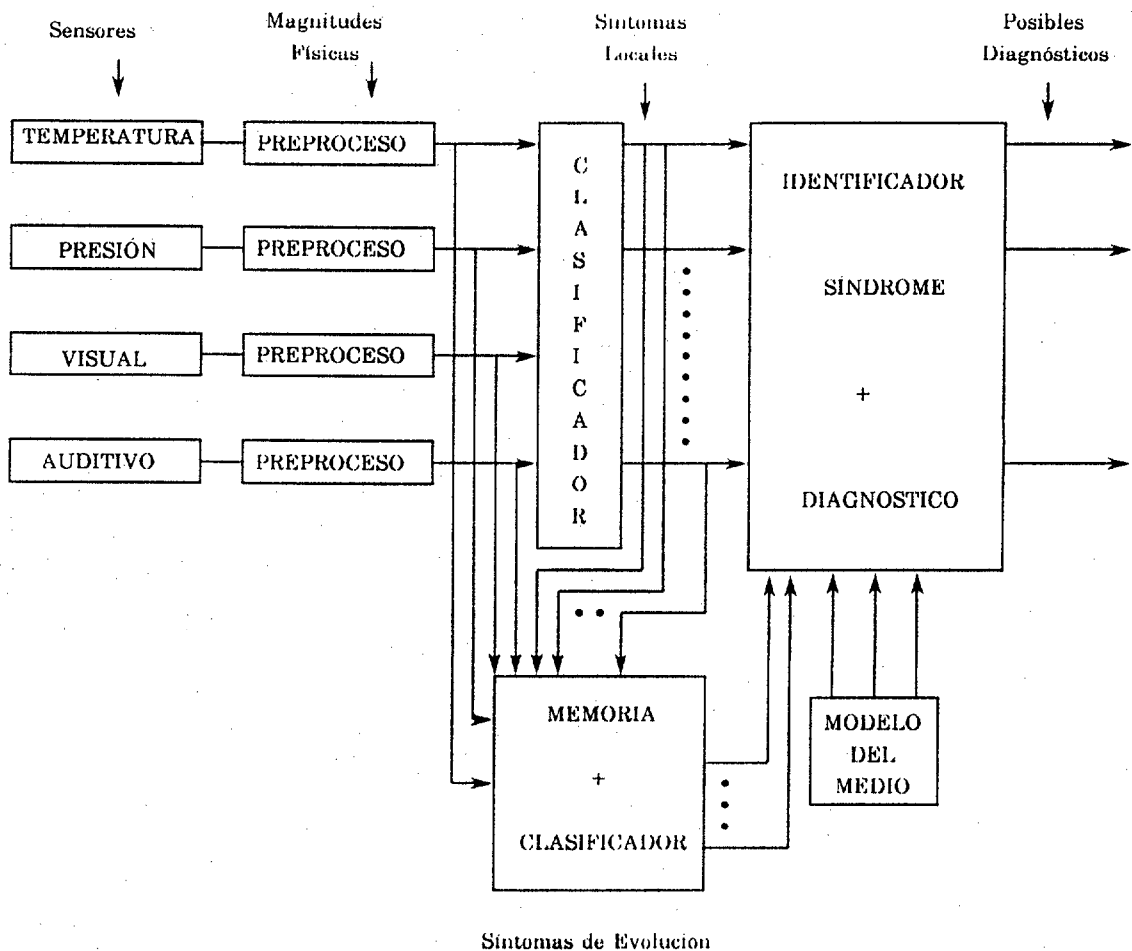 Sensores
Magnitudes
Físicas
Síntomas
Locales
Posibles
Diagnósticos
TEMPERATURA
PREPROCESO
PRESIÓN
PREPROCESO
VISUAL
PREPROCESO
AUDITIVO
PREPROCESO
C
L
A
S
I
F
I
C
A
D
O
R
IDENTIFICADOR
SÍNDROME
+
DIAGNOSTICO
MEMORIA
+
CLASIFICADOR
MODELO
DEL
MEDIO
Síntomas de Evolucion